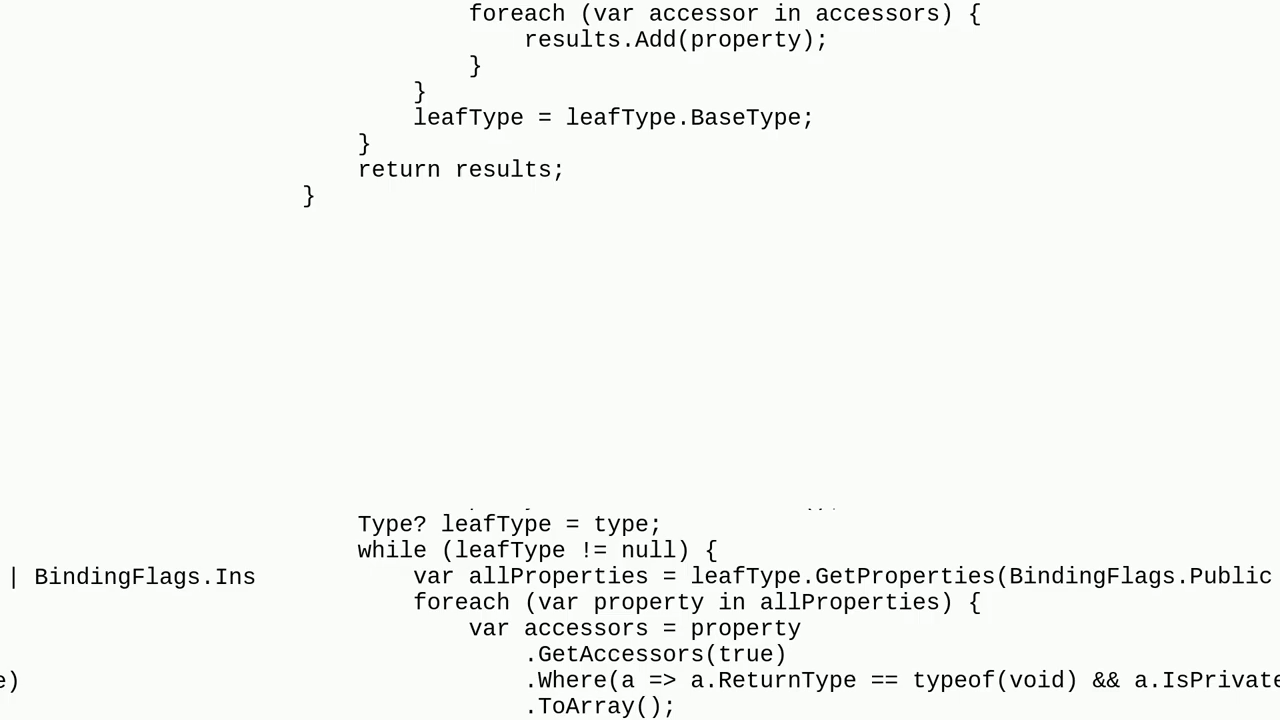 foreach (var accessor in accessors) {
results.Add(property);
}
}
leafType = leafType.BaseType;
}
return results;
}
Type? leafType = type;
while (leafType != null) {
| BindingFlags.Ins
var allProperties = leafType.GetProperties(BindingFlags.Public
foreach (var property in allProperties) {
var accessors = property
.GetAccessors(true)
e)
.Where(a => a.ReturnType == typeof(void) && a.IsPrivate
.ToArray();